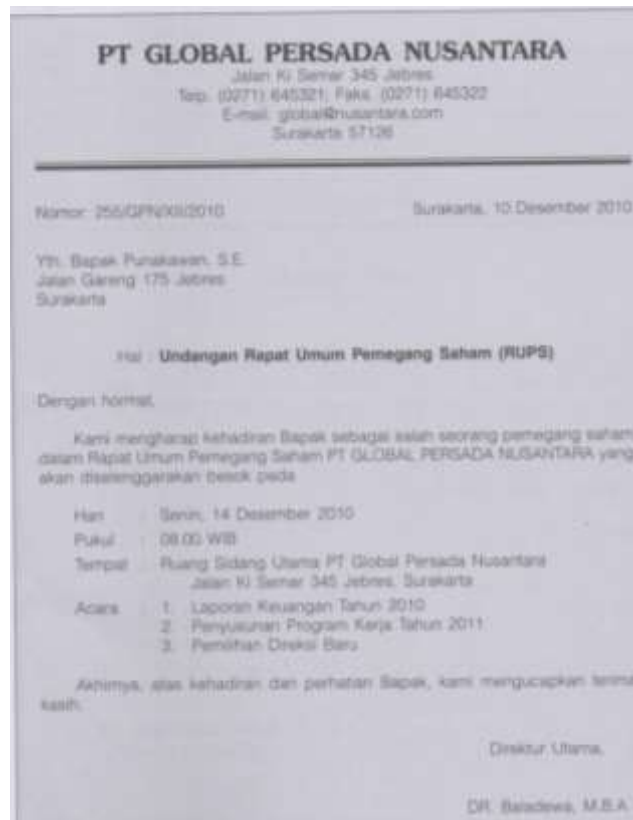 PT GLOBAL PERSADA NUSANTARA
Jalan Ki Semar 345 Jebres
Telp. (0271) 645321, Faks. (0271) 645322
E-mail: global@nusantara.com
Surakarta 57126
Nomor: 255/GPN/XII/2010 Surakarta, 10 Desember 2010
Yth. Bapak Punakawan, S.E.
Jalan Gareng 175 Jebres
Surakarta
Hal : Undangan Rapat Umum Pemegang Saham (RUPS)
Dengan hormat,
Kami mengharap kehadiran Bapak sebagai salah seorang pemegang saham
dalam Rapat Umum Pemegang Saham PT GLOBAL PERSADA NUSANTARA yang
akan diselenggarakan besok pada
Hari : Senin, 14 Desember 2010
Pukul : 08.00 WIB
Tempat : Ruang Sidang Utama PT Global Persada Nusantara
Jalan Ki Semar 345 Jebres, Surakarta
Acara : 1. Laporan Keuangan Tahun 2010
2. Penyusunan Program Kerja Tahun 2011
3. Pemilihan Direksi Baru
Akhirnya, atas kehadiran dan perhatian Bapak, kami mengucapkan terima
kasih.
Direktur Utama,
DR. Baladewa, M.B.A.